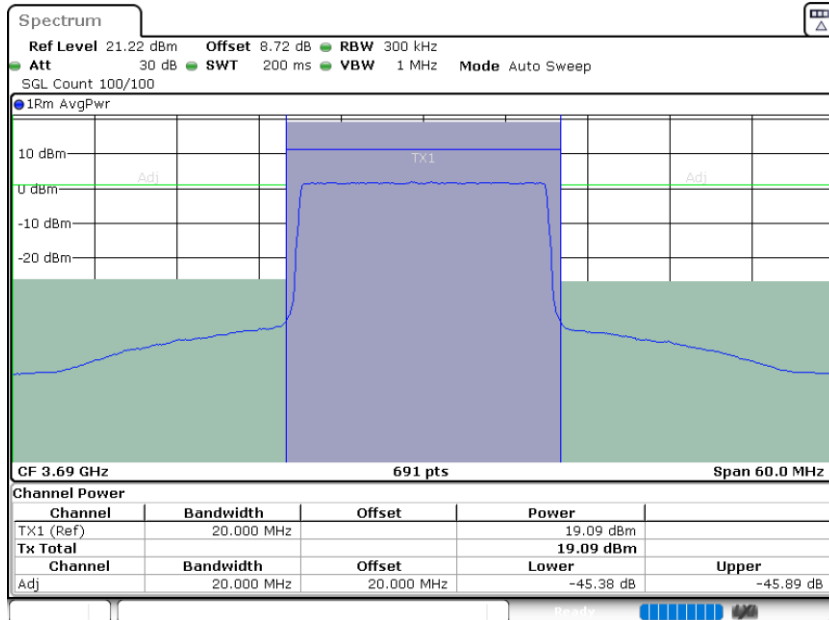 Spectrum
Ref Level 21.22 dBm Offset 8.72 dB RBW 300 kHz
Att 30 dB SWT 200 ms VBW 1 MHz Mode Auto Sweep
SGL Count 100/100
1Rm AvgPwr
10 dBm
TX1
Adj Adj
0 dBm
-10 dBm
-20 dBm
CF 3.69 GHz 691 pts Span 60.0 MHz
Channel Power
Channel Bandwidth Offset Power
TX1 (Ref) 20.000 MHz 19.09 dBm
Tx Total 19.09 dBm
Channel Bandwidth Offset Lower Upper
Adj 20.000 MHz 20.000 MHz -45.38 dB -45.89 dB
Ready